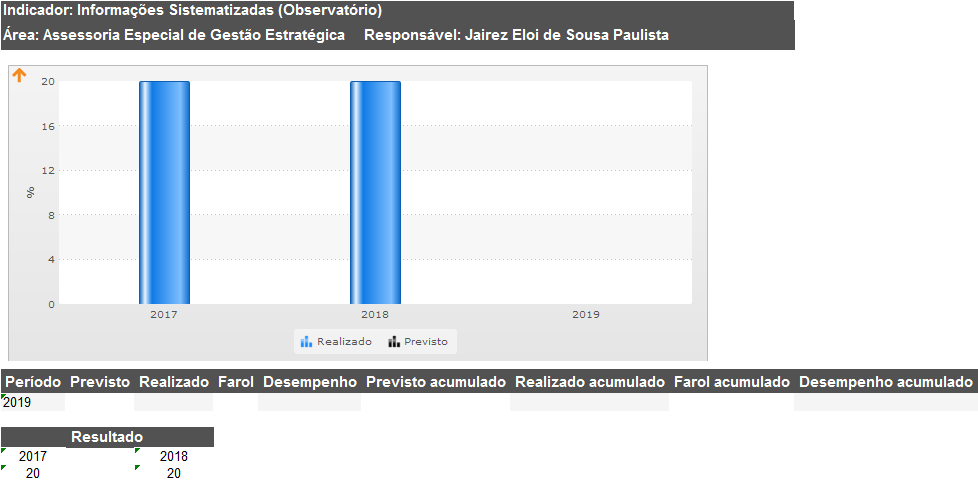 Indicador: Informações Sistematizadas (Observatório)
Área: Assessoria Especial de Gestão Estratégica Responsável: Jairez Eloi de Sousa Paulista
20
16
12
8
4
0
%
2017 2018 2019
Realizado Previsto
Período Previsto Realizado Farol Desempenho Previsto acumulado Realizado acumulado Farol acumulado Desempenho acumulado
2019
Resultado
2017 2018
20 20